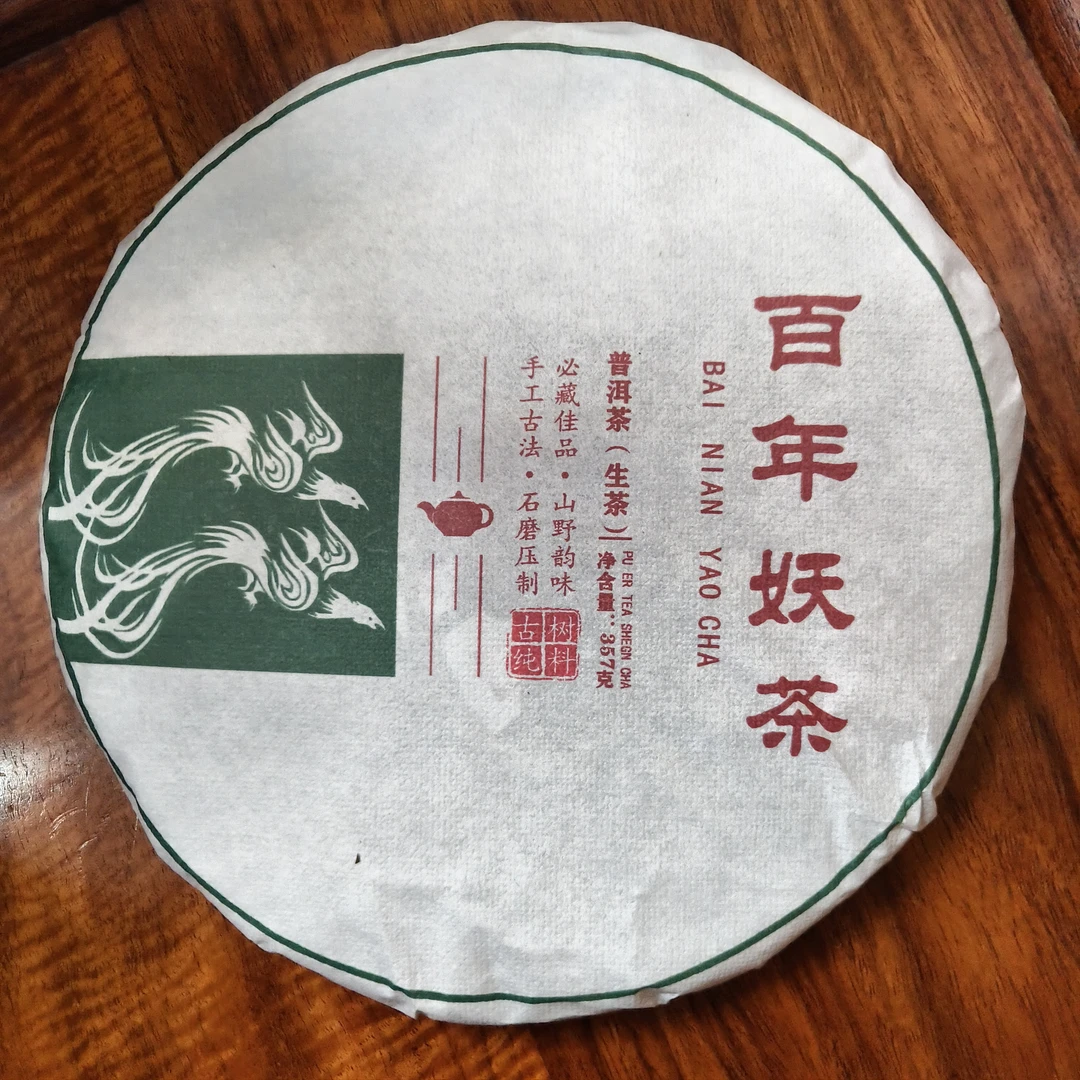 百年妖茶
BAI NIAN YAO CHA
普洱茶（生茶）
PU ER TEA SHEGN CHA
净含量：357克
必藏佳品·山野韵味
手工古法·石磨压制
古树
纯料